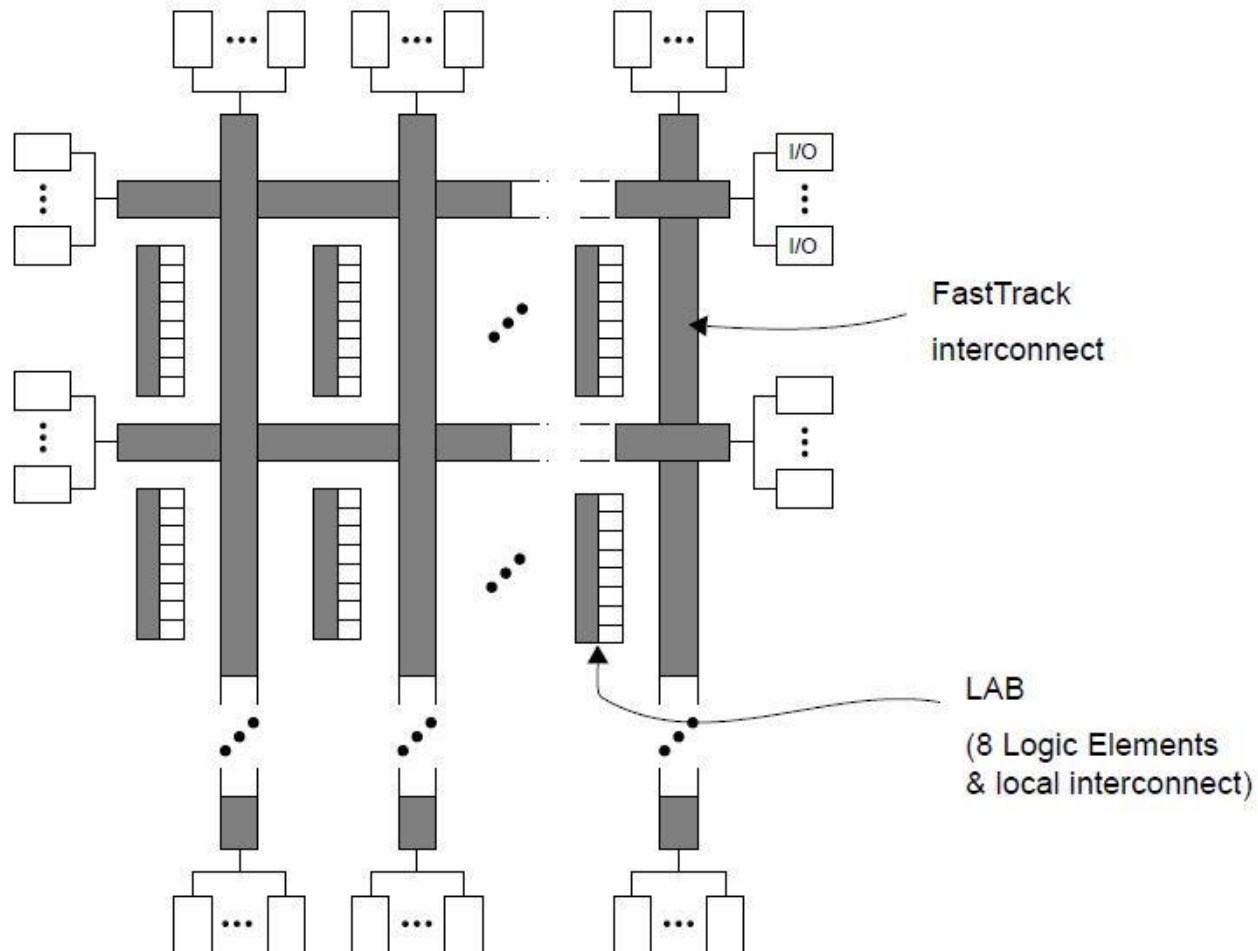 I/O
I/O
FastTrack
interconnect
LAB
(8 Logic Elements
& local interconnect)